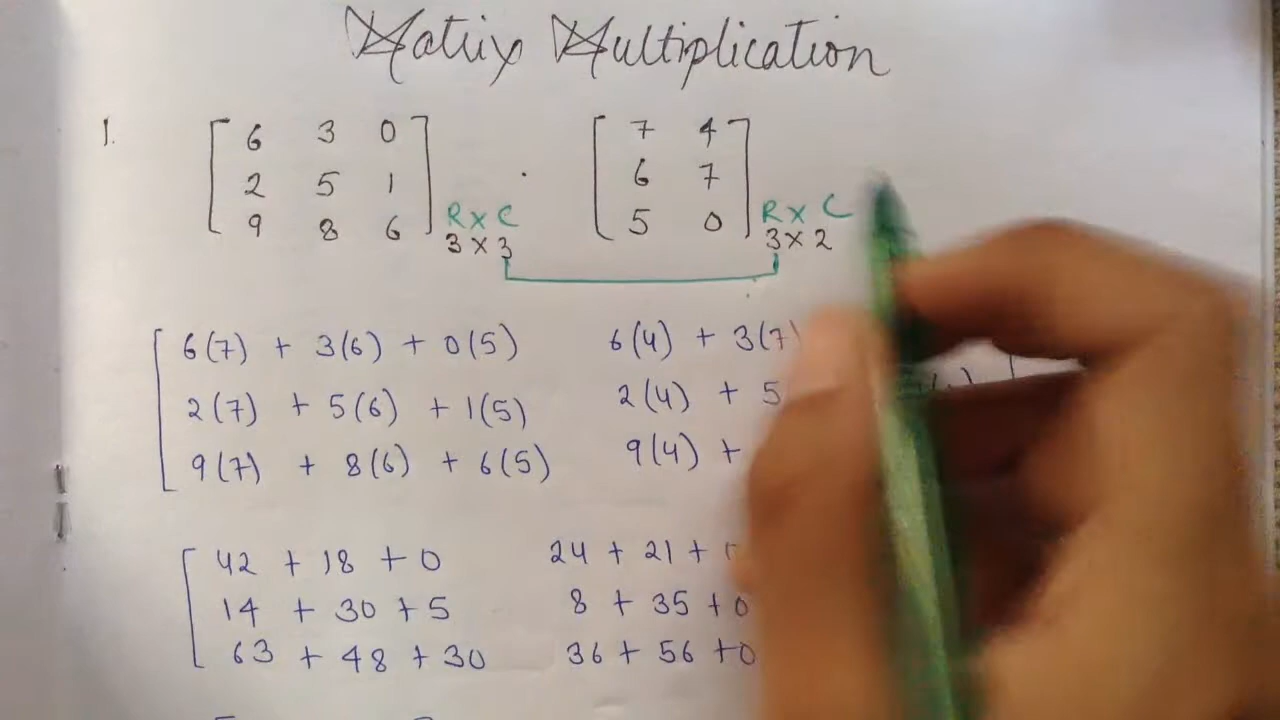 Matrix Multiplication
1. [6 3 0] . [7 4]
[2 5 1] [6 7]
[9 8 6] R x C [5 0] R x C
3 x 3 3 x 2
6(7) + 3(6) + 0(5) 6(4) + 3(7)
2(7) + 5(6) + 1(5) 2(4) + 5
9(7) + 8(6) + 6(5) 9(4) +
42 + 18 + 0 24 + 21 +
14 + 30 + 5 8 + 35 + 0
63 + 48 + 30 36 + 56 + 0